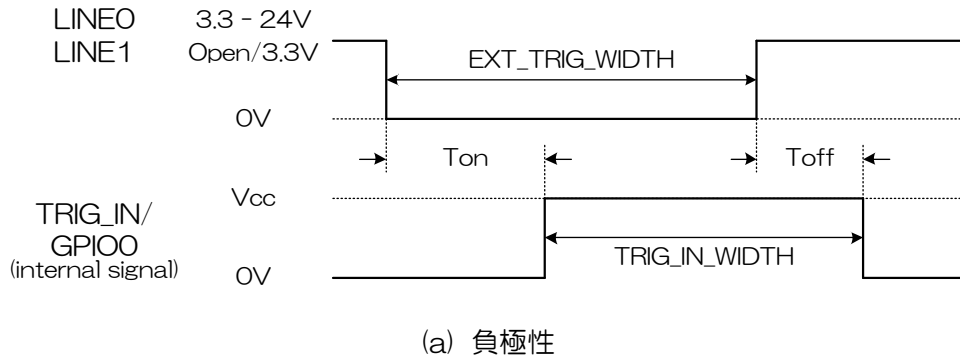 LINE0 3.3 - 24V
LINE1 Open/3.3V
EXT_TRIG_WIDTH
0V
Ton
Toff
Vcc
TRIG_IN/
GPIO0
(internal signal)
TRIG_IN_WIDTH
0V
(a) 負極性